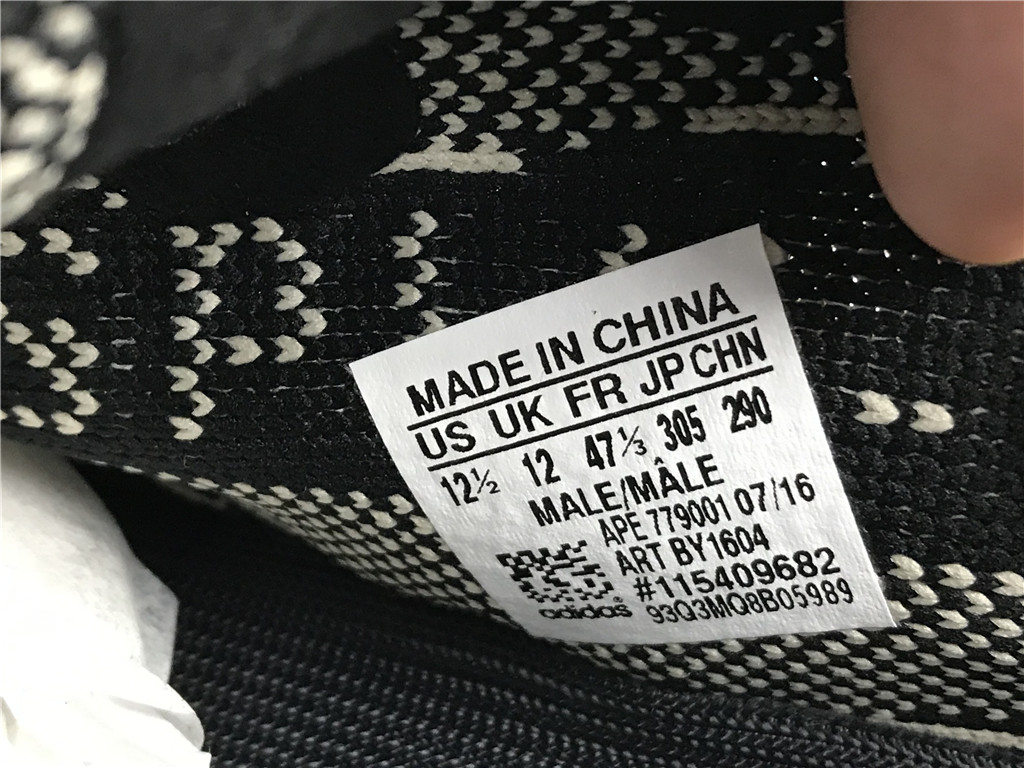 MADE IN CHINA
US UK FR JP CHN
12½ 12 47⅓ 305 290
MALE/MÂLE
APE 779001 07/16
ART BY1604
#115409682
adidas® 93Q3MQ8B05989